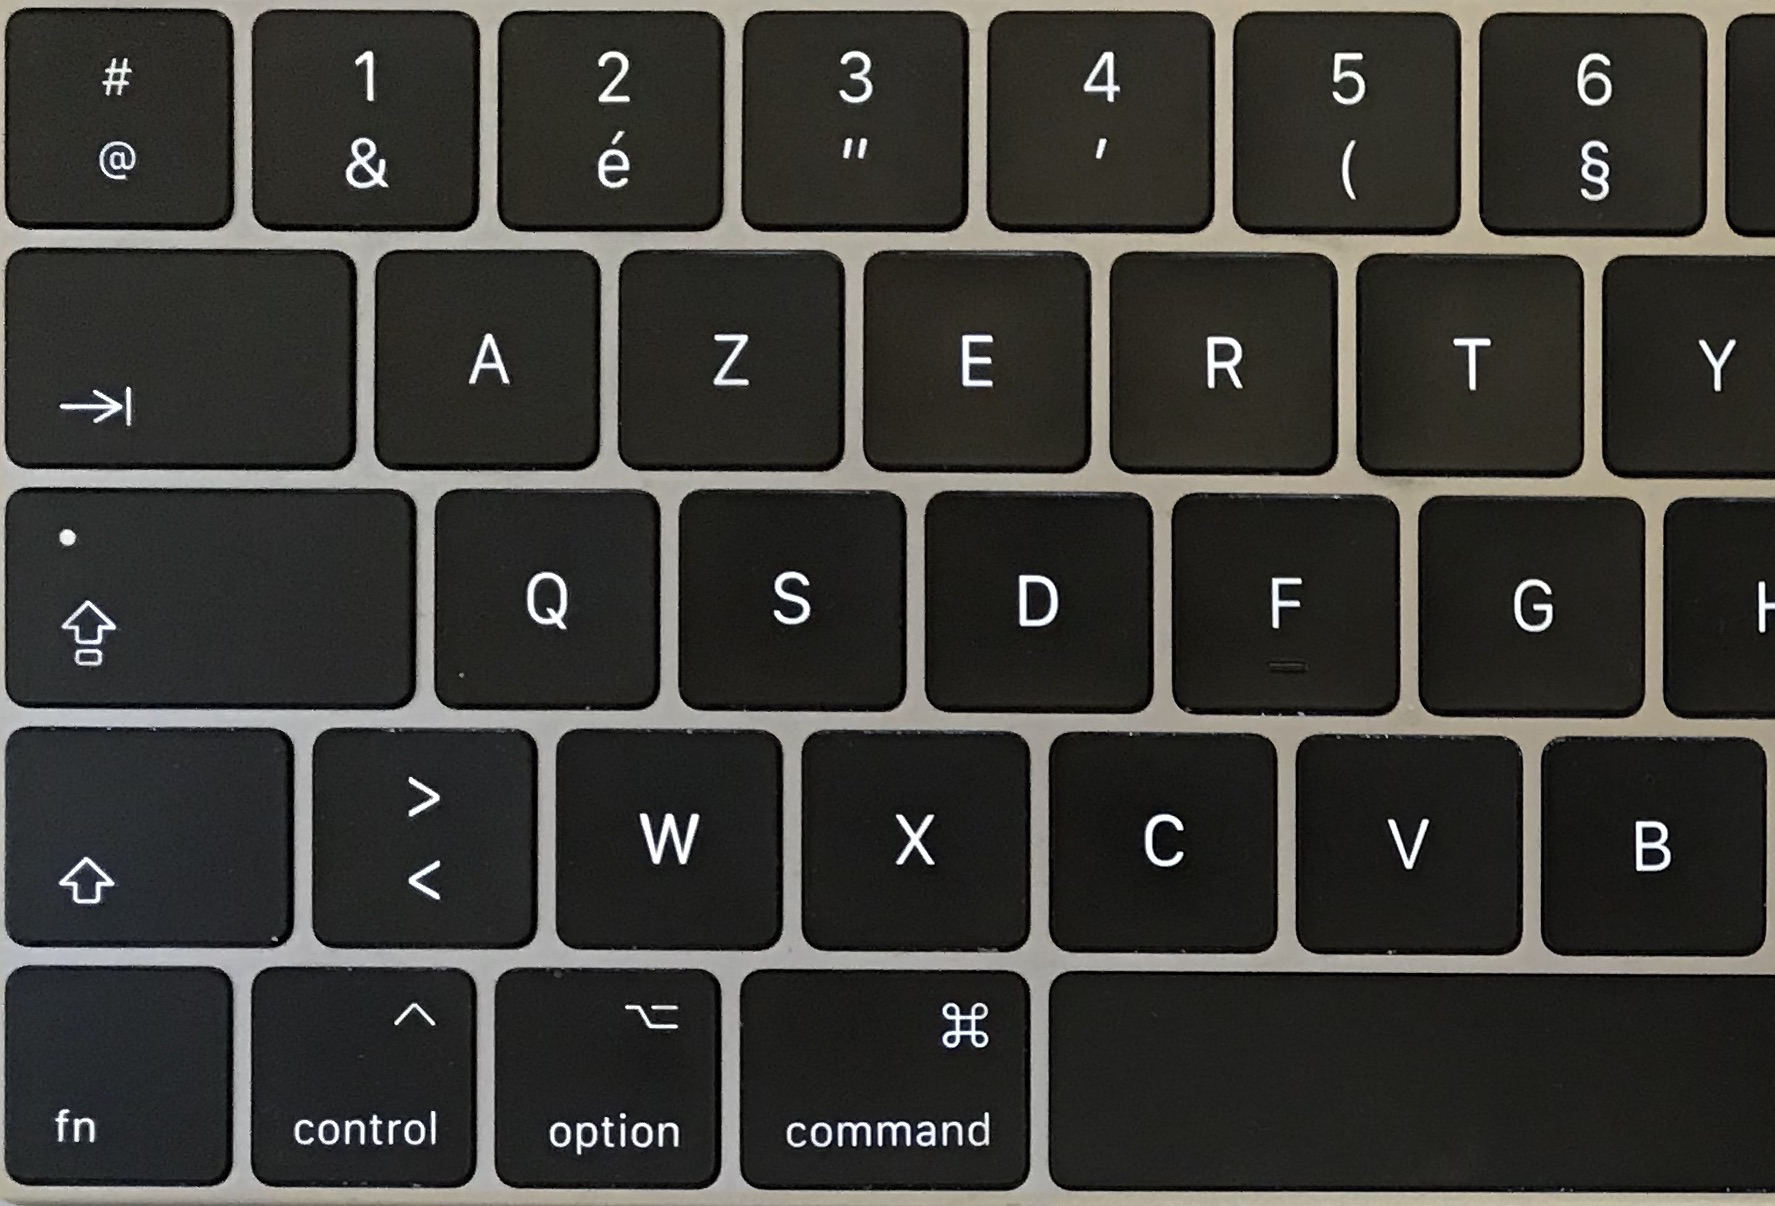 # 1 2 3 4 5 6
@ & é " ' ( §
A Z E R T Y
Q S D F G H
>
< W X C V B
fn control option command